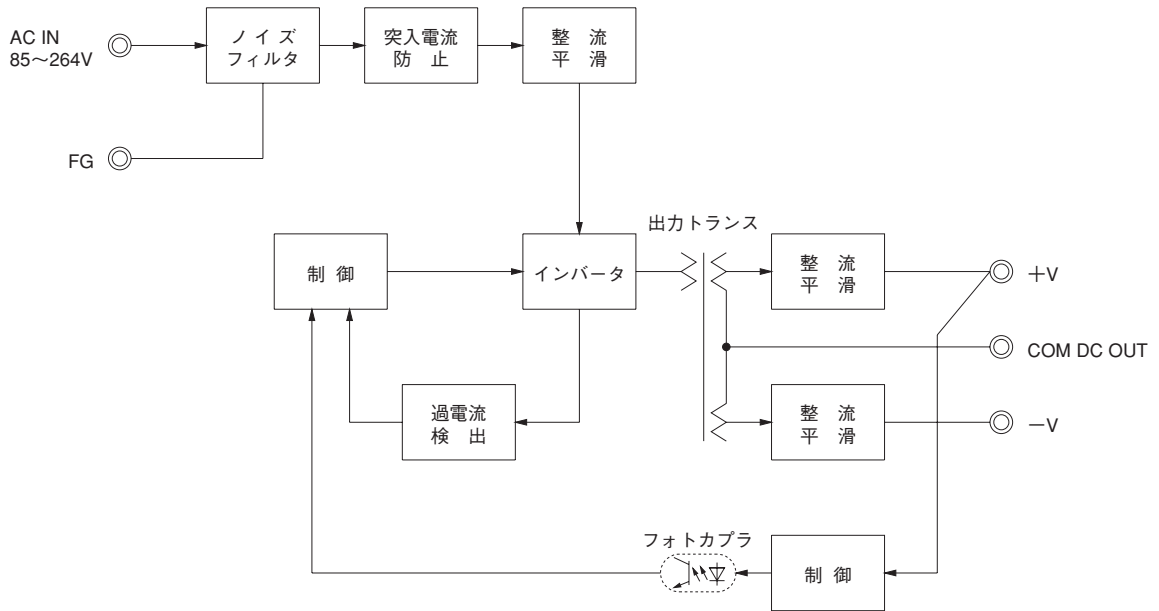 AC IN
85〜264V
ノイズ
フィルタ
突入電流
防止
整流
平滑
FG
制御
インバータ
出力トランス
整流
平滑
+V
COM DC OUT
過電流
検出
整流
平滑
−V
フォトカプラ
制御